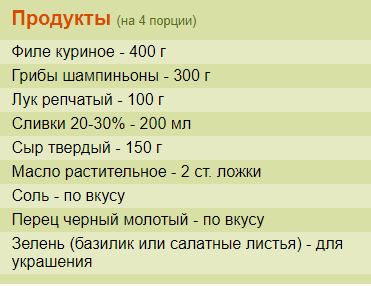 Продукты (на 4 порции)
Филе куриное - 400 г
Грибы шампиньоны - 300 г
Лук репчатый - 100 г
Сливки 20-30% - 200 мл
Сыр твердый - 150 г
Масло растительное - 2 ст. ложки
Соль - по вкусу
Перец черный молотый - по вкусу
Зелень (базилик или салатные листья) - для
украшения